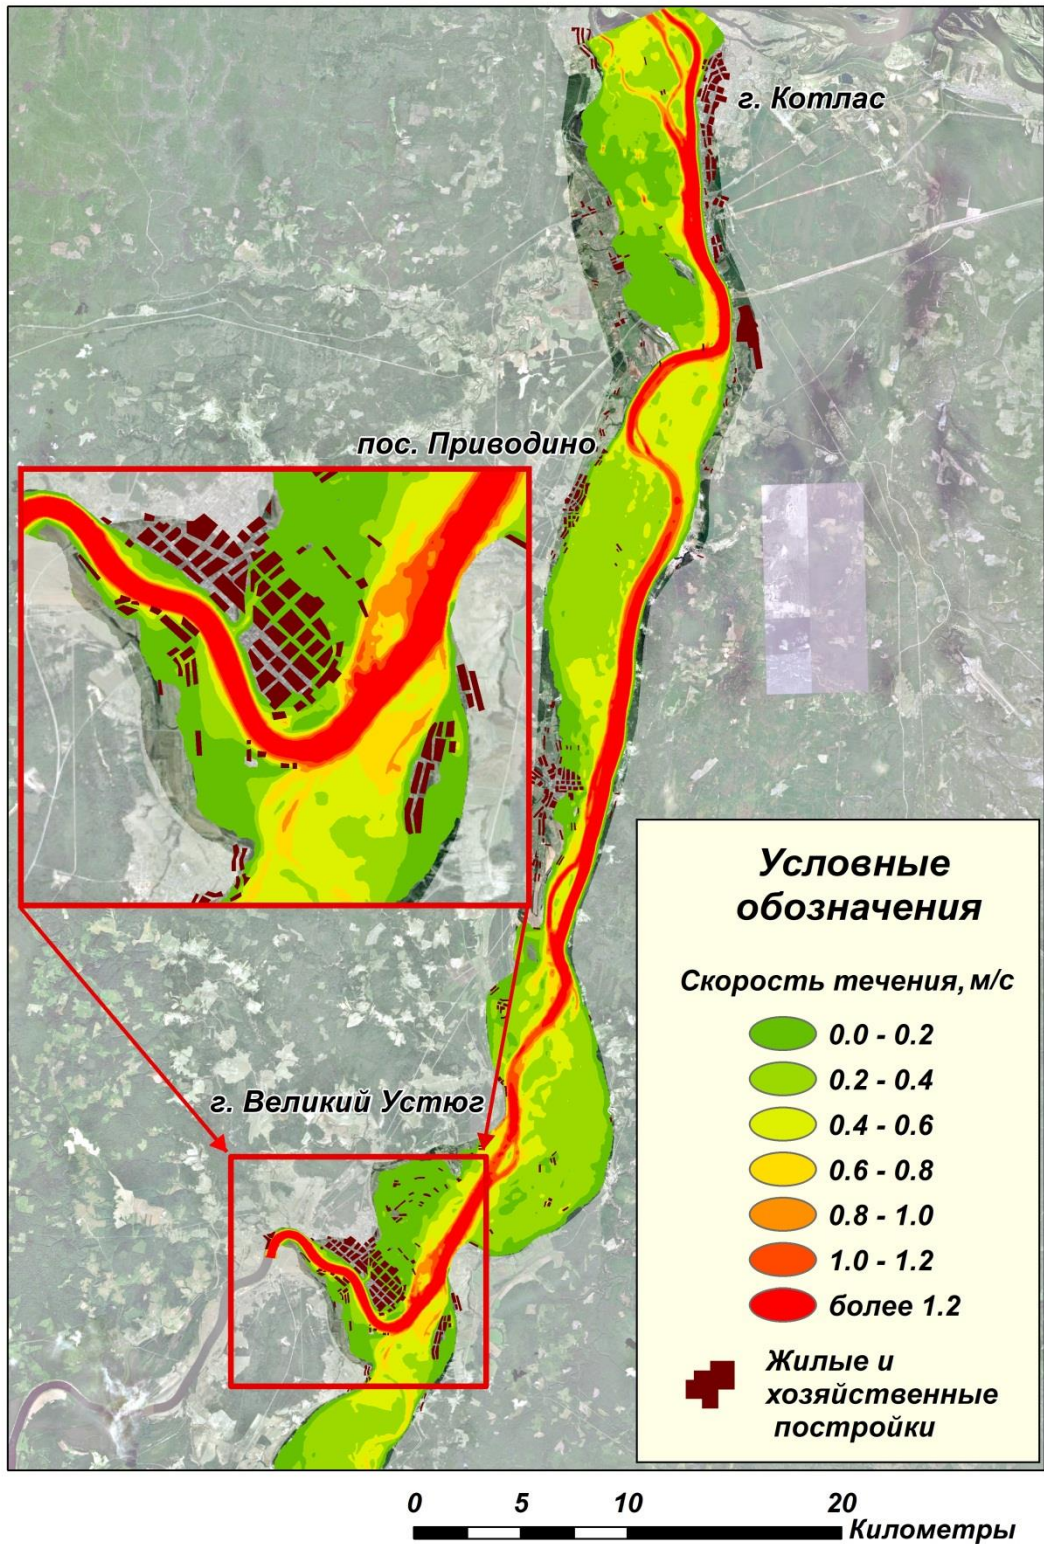 г. Котлас
пос. Приводино
г. Великий Устюг
Условные
обозначения
Скорость течения, м/с
0.0 - 0.2
0.2 - 0.4
0.4 - 0.6
0.6 - 0.8
0.8 - 1.0
1.0 - 1.2
более 1.2
Жилые и
хозяйственные
постройки
0 5 10 20
Километры